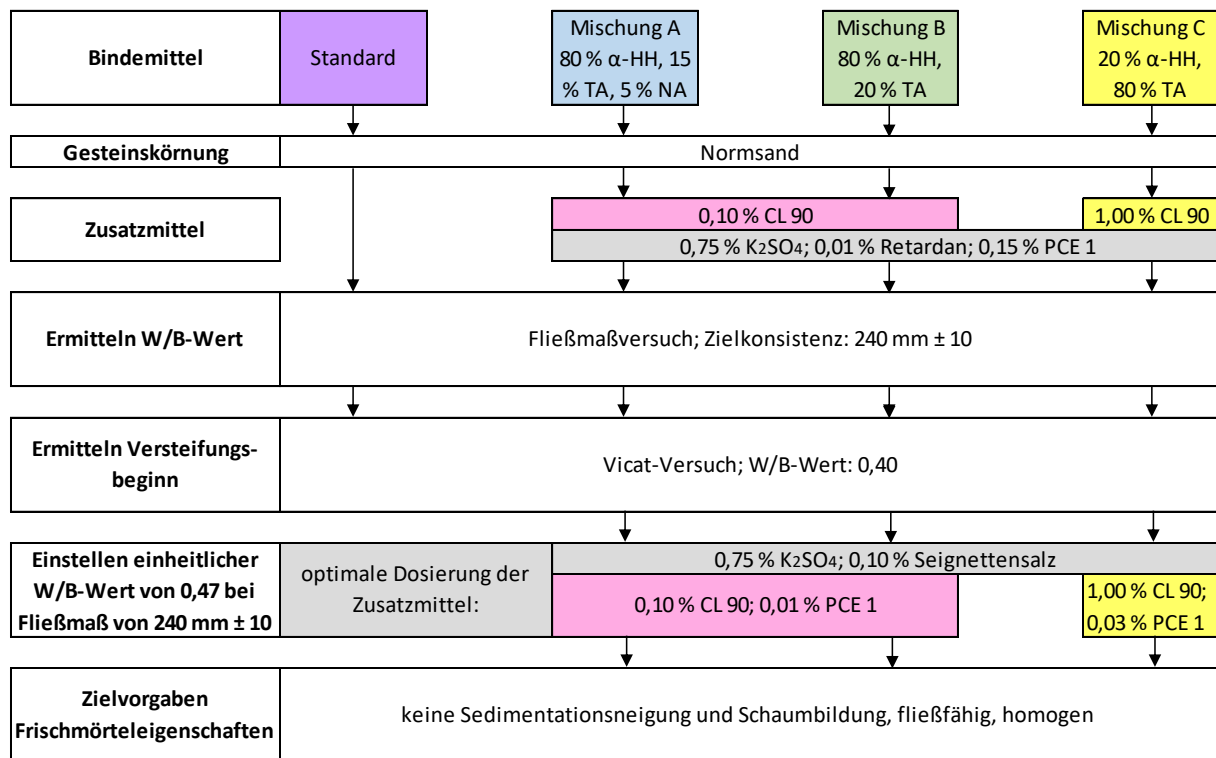 Bindemittel
Standard
Mischung A
80 % α-HH, 15
% TA, 5 % NA
Mischung B
80 % α-HH,
20 % TA
Mischung C
20 % α-HH,
80 % TA
Gesteinskörnung
Normsand
Zusatzmittel
0,10 % CL 90
1,00 % CL 90
0,75 % K₂SO₄; 0,01 % Retardan; 0,15 % PCE 1
Ermitteln W/B-Wert
Fließmaßversuch; Zielkonsistenz: 240 mm ± 10
Ermitteln Versteifungs-
beginn
Vicat-Versuch; W/B-Wert: 0,40
Einstellen einheitlicher
W/B-Wert von 0,47 bei
Fließmaß von 240 mm ± 10
optimale Dosierung der
Zusatzmittel:
0,75 % K₂SO₄; 0,10 % Seignettensalz
0,10 % CL 90; 0,01 % PCE 1
1,00 % CL 90;
0,03 % PCE 1
Zielvorgaben
Frischmörteleigenschaften
keine Sedimentationsneigung und Schaumbildung, fließfähig, homogen